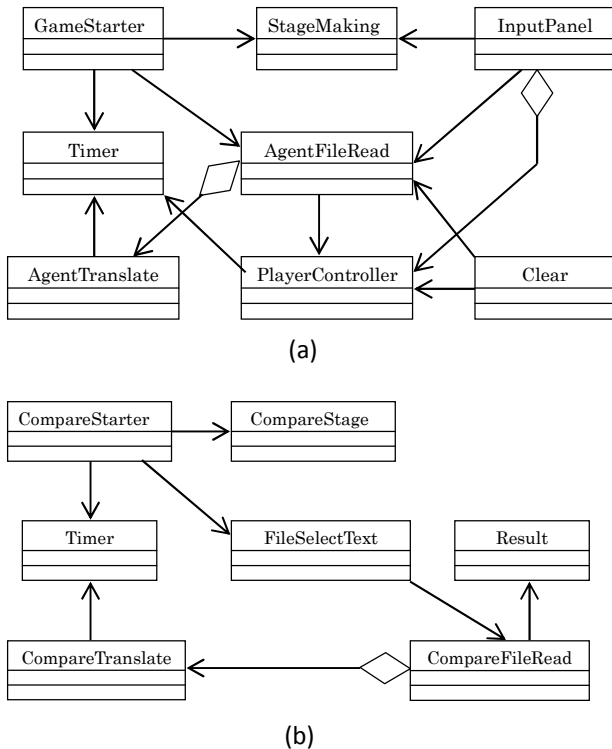 GameStarter
StageMaking
InputPanel
Timer
AgentFileRead
AgentTranslate
PlayerController
Clear
(a)
CompareStarter
CompareStage
Timer
FileSelectText
Result
CompareTranslate
CompareFileRead
(b)